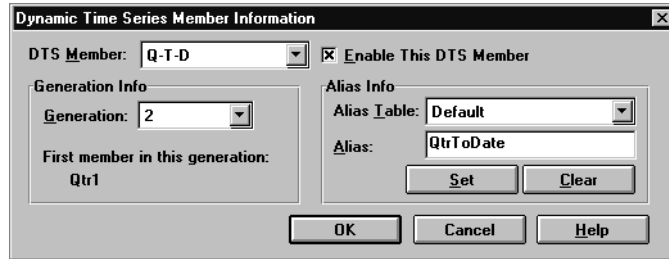 Dynamic Time Series Member Information
DTS Member: Q-T-D
Enable This DTS Member
Generation Info
Generation: 2
First member in this generation:
Qtr1
Alias Info
Alias Table: Default
Alias: QtrToDate
Set Clear
OK Cancel Help